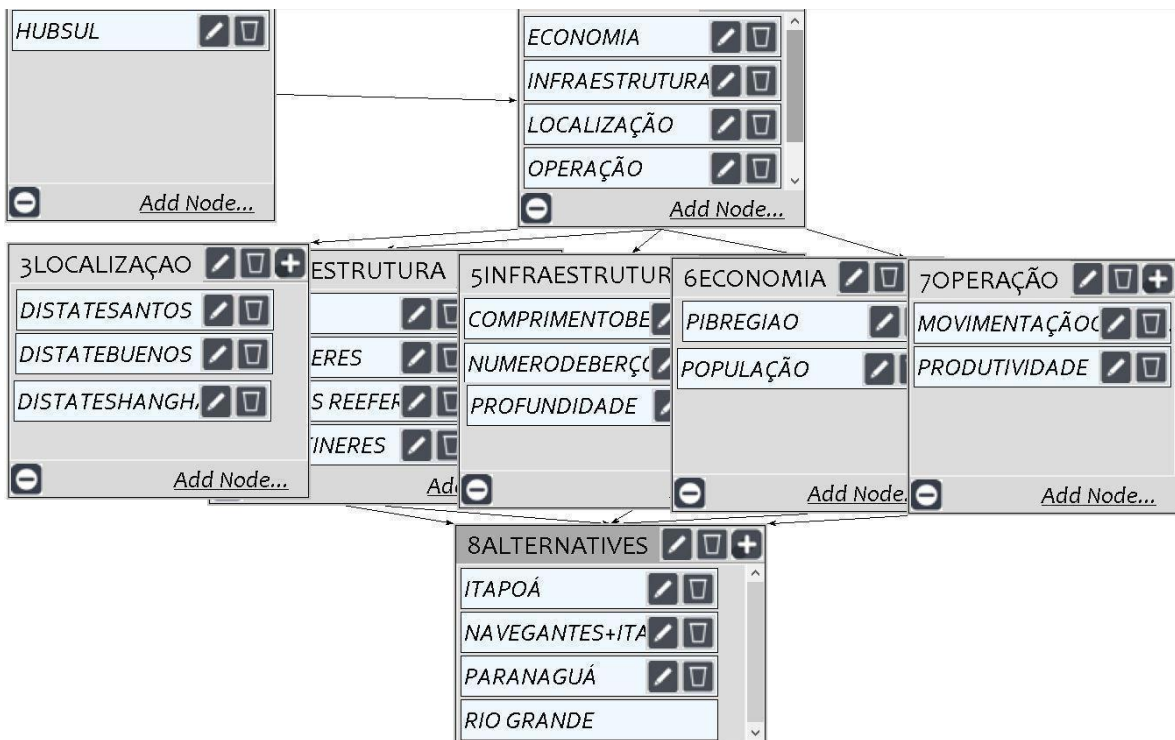 HUBSUL
Add Node...
ECONOMIA
INFRAESTRUTURA
LOCALIZAÇÃO
OPERAÇÃO
Add Node...
3LOCALIZAÇAO
DISTATESANTOS
DISTATEBUENOS
DISTATESHANGH
Add Node...
ESTRUTURA
ERES
S REEFER
INERES
Ad
5INFRAESTRUTUR
COMPRIMENTOBE
NUMERODEBERÇ
PROFUNDIDADE
6ECONOMIA
PIBREGIAO
POPULAÇÃO
Add Node.
7OPERAÇÃO
MOVIMENTAÇÃO
PRODUTIVIDADE
Add Node...
8ALTERNATIVES
ITAPOÁ
NAVEGANTES+ITA
PARANAGUÁ
RIO GRANDE